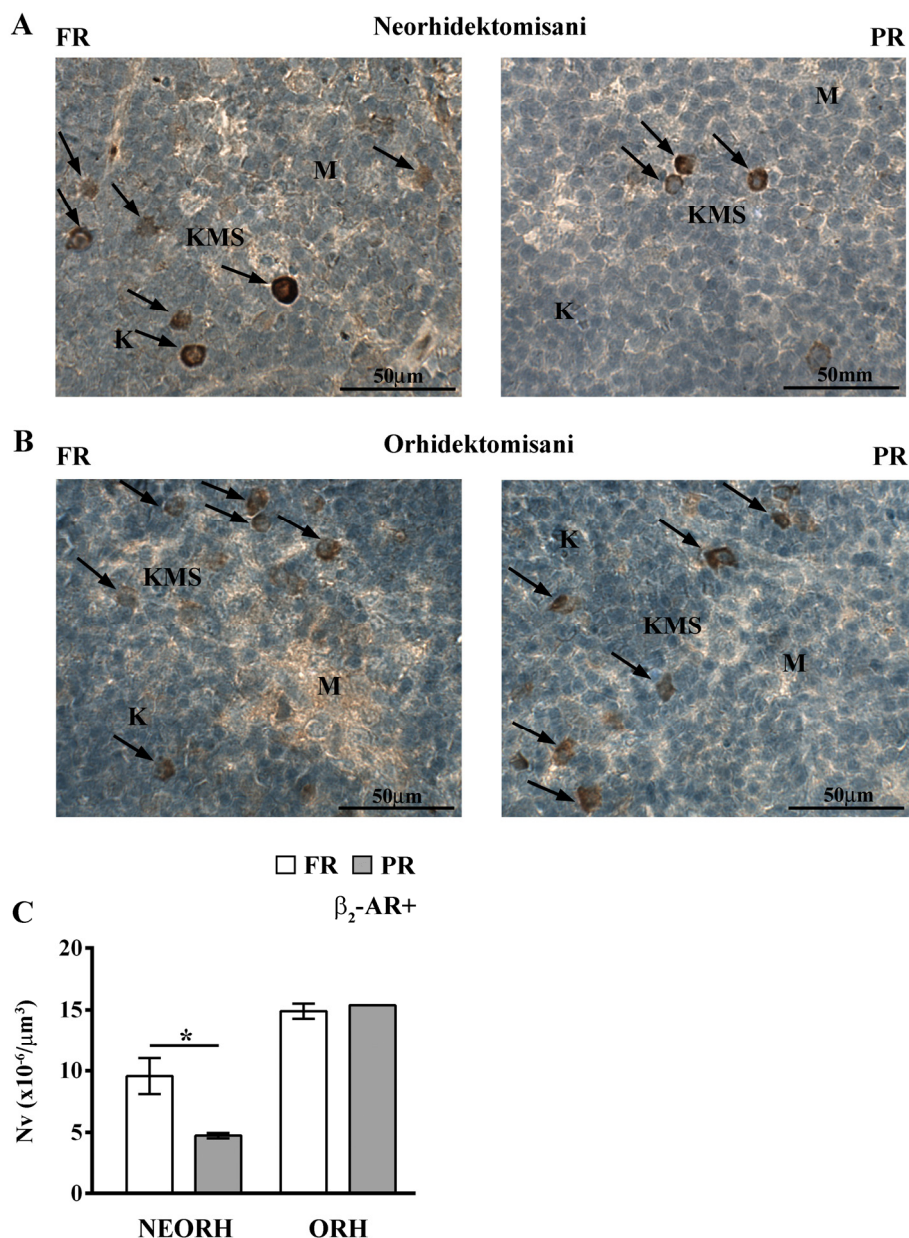 A
Neorhidektomisani
FR
PR
M
KMS
K
50μm
M
KMS
K
50mm
B
Orhidektomisani
FR
PR
KMS
M
K
50μm
K
KMS
M
50μm
FR PR
β₂-AR+
C
Nv (x10⁻⁶/μm³)
20
15
10
5
0
*
NEORH ORH